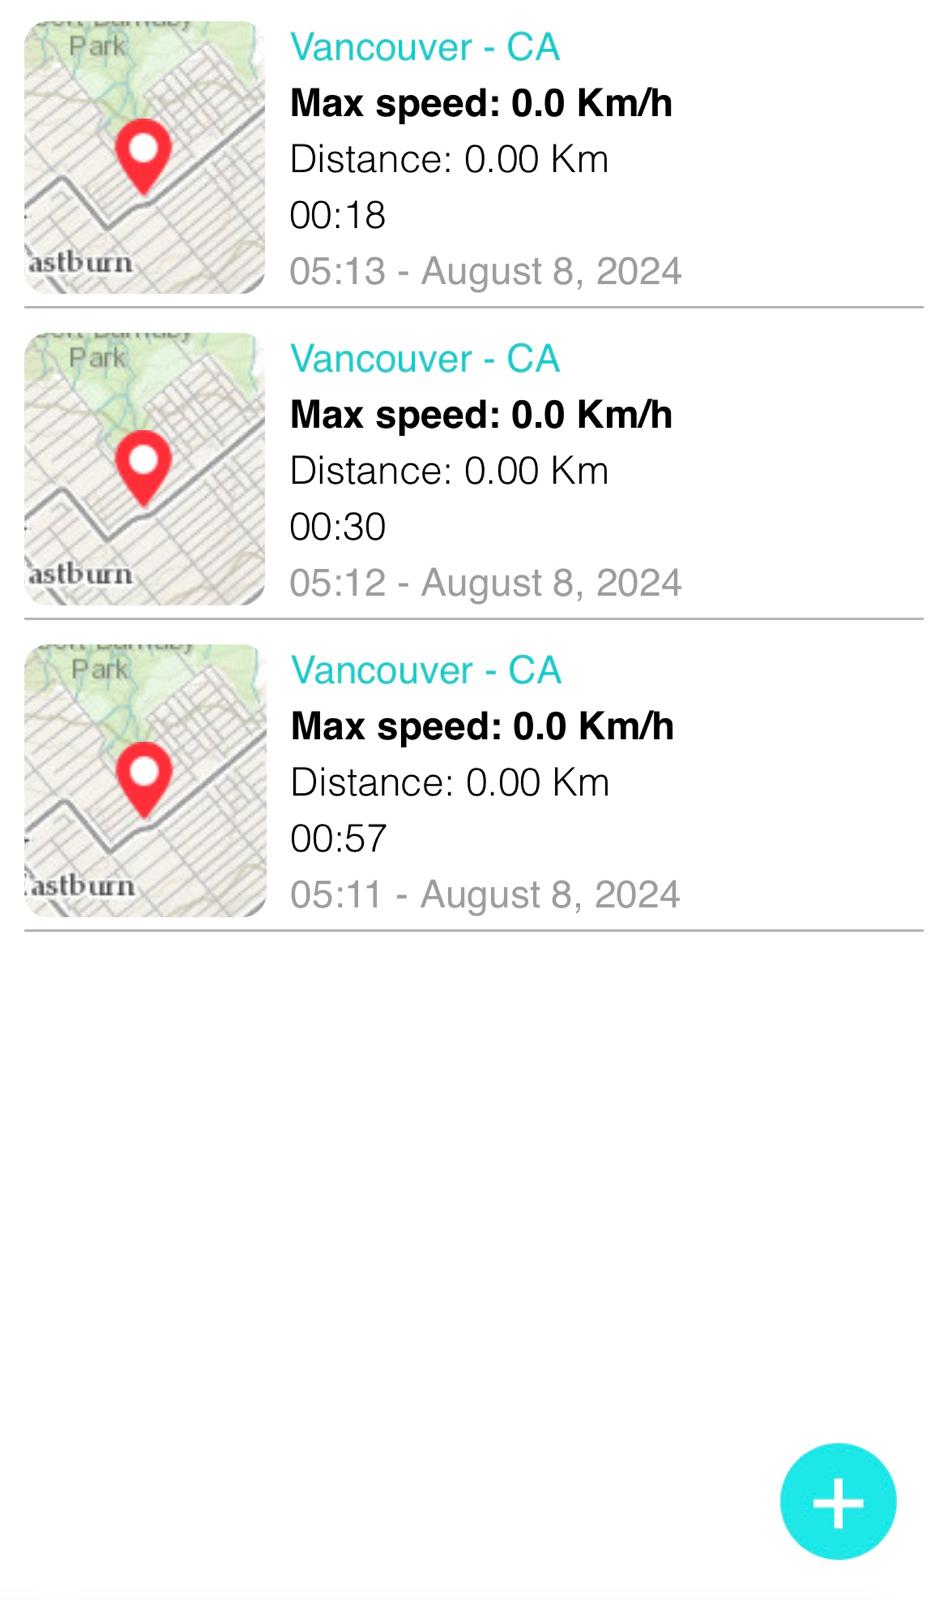 Park
astburn
Vancouver - CA
Max speed: 0.0 Km/h
Distance: 0.00 Km
00:18
05:13 - August 8, 2024
Park
astburn
Vancouver - CA
Max speed: 0.0 Km/h
Distance: 0.00 Km
00:30
05:12 - August 8, 2024
Park
astburn
Vancouver - CA
Max speed: 0.0 Km/h
Distance: 0.00 Km
00:57
05:11 - August 8, 2024